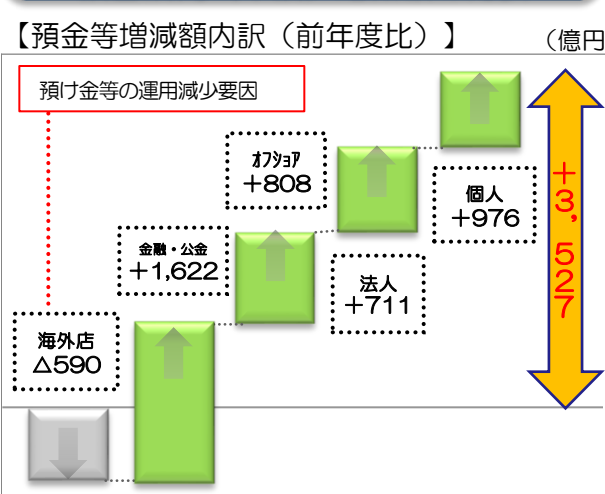 【預金等増減額内訳（前年度比）】
（億円
預け金等の運用減少要因
ｵﾌｼｮｱ
+808
個人
+976
金融・公金
+1,622
法人
+711
海外店
△590
+3,527